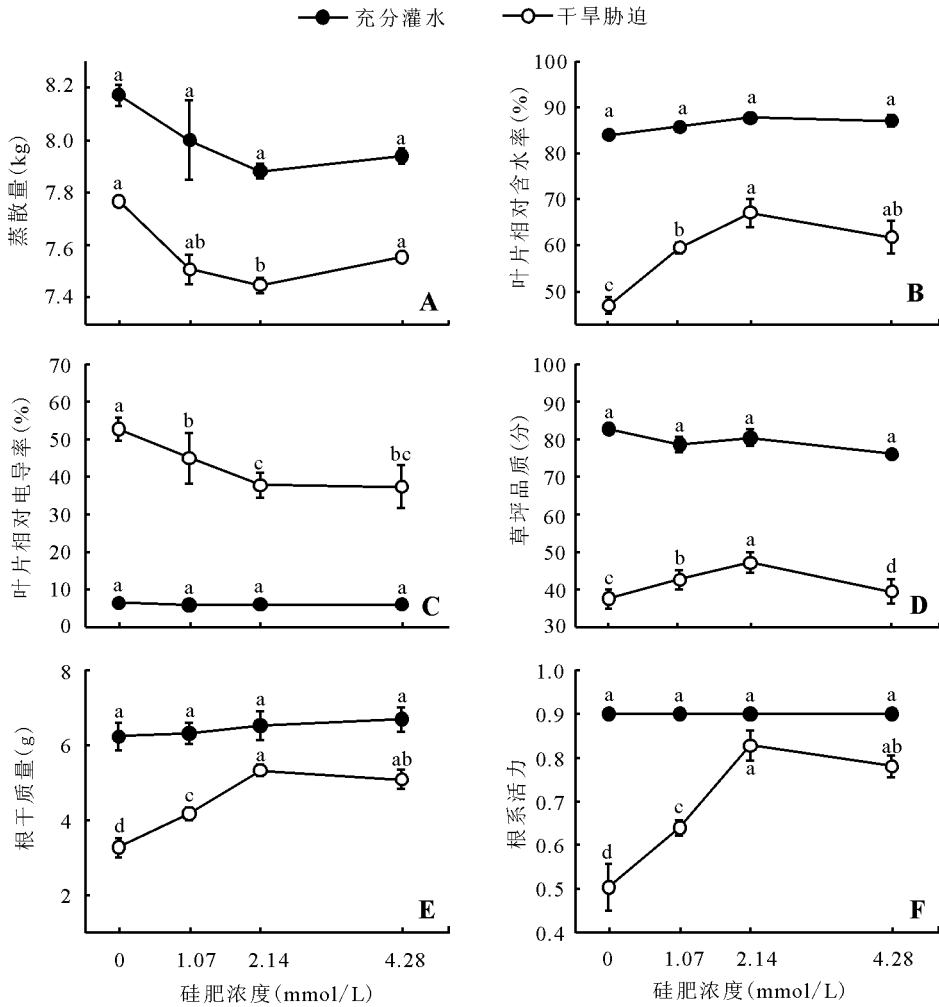 充分灌水 干旱胁迫
蒸散量(kg)
8.2
8.0
7.8
7.6
7.4
a a a a
a ab b a
A
叶片相对含水率(%)
100
90
80
70
60
50
a a a a
c b a ab
B
叶片相对电导率(%)
70
60
50
40
30
20
10
0
a b c bc
a a a a
C
草坪品质(分)
100
90
80
70
60
50
40
30
a a a a
c b a d
D
根干质量(g)
8
6
4
2
a a a a
d c a ab
E
0 1.07 2.14 4.28
硅肥浓度(mmol/L)
根系活力
1.0
0.9
0.8
0.7
0.6
0.5
0.4
a a a a
d c a ab
F
0 1.07 2.14 4.28
硅肥浓度(mmol/L)